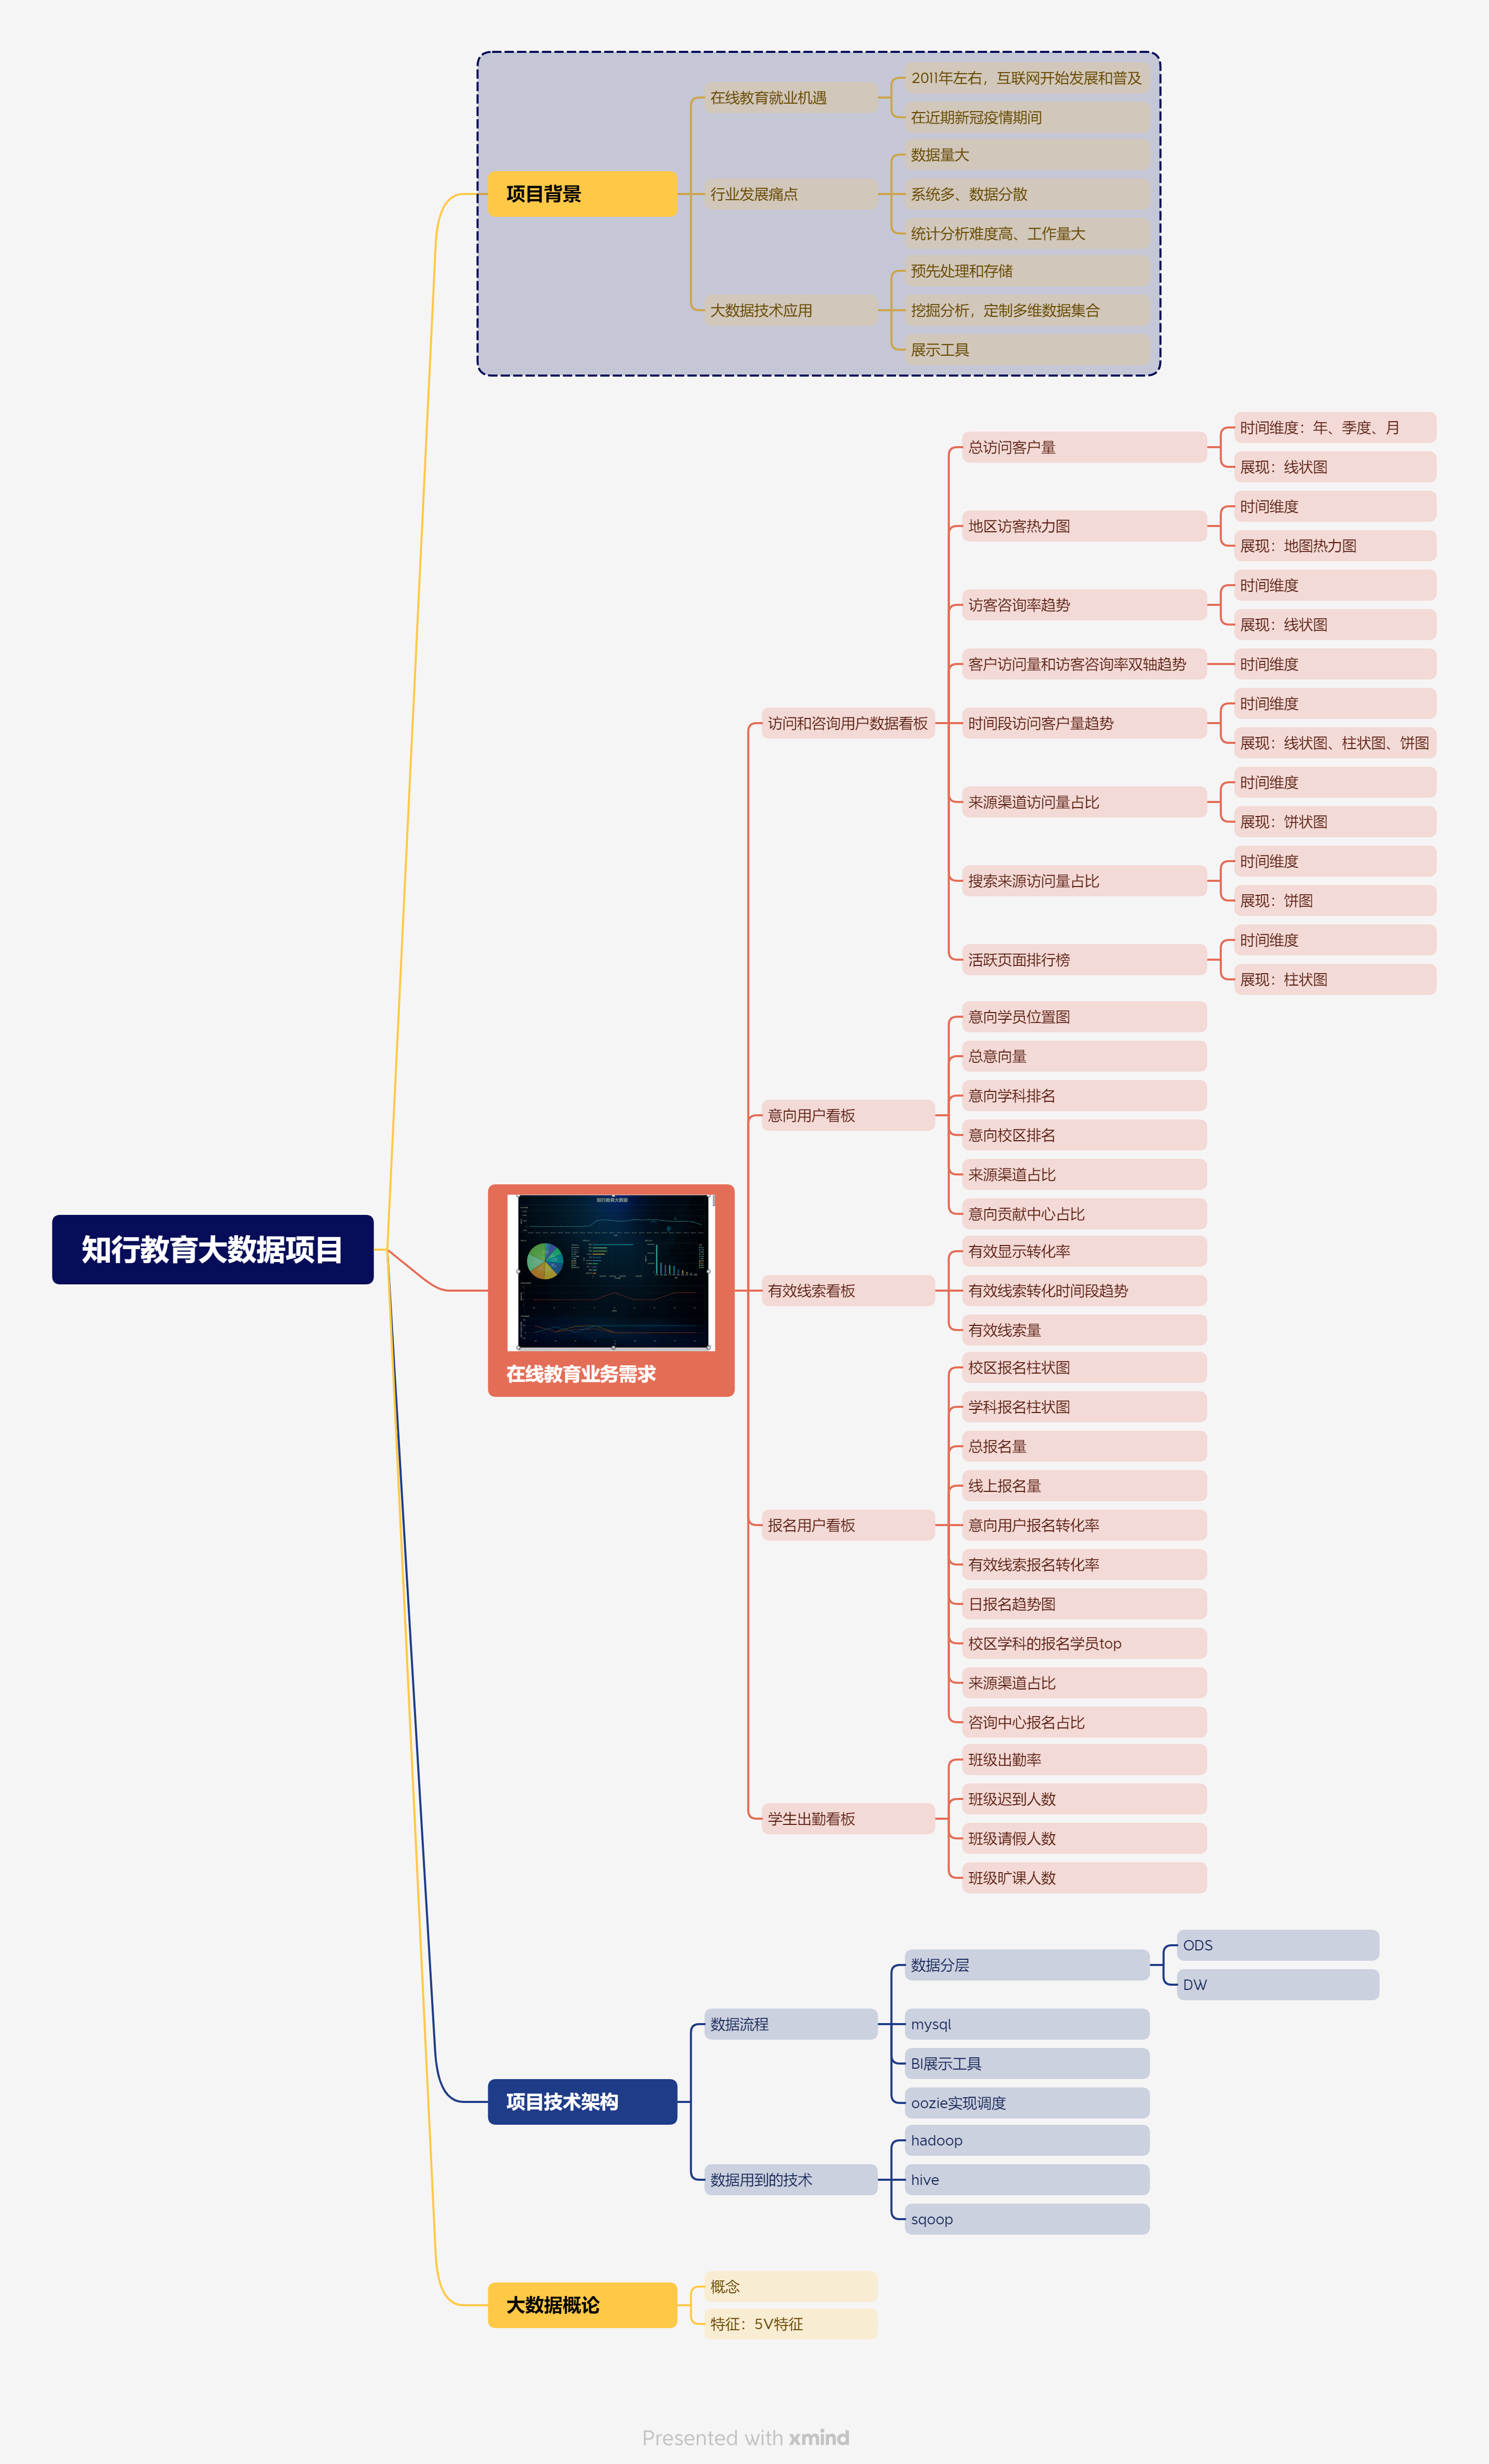 知行教育大数据项目
项目背景
在线教育就业机遇
2011年左右，互联网开始发展和普及
在近期新冠疫情期间
行业发展痛点
数据量大
系统多、数据分散
统计分析难度高、工作量大
大数据技术应用
预先处理和存储
挖掘分析，定制多维数据集合
展示工具
知行教育大数据
在线教育业务需求
访问和咨询用户数据看板
总访问客户量
时间维度：年、季度、月
展现：线状图
地区访客热力图
时间维度
展现：地图热力图
访客咨询率趋势
时间维度
展现：线状图
客户访问量和访客咨询率双轴趋势
时间维度
时间段访问客户量趋势
时间维度
展现：线状图、柱状图、饼图
来源渠道访问量占比
时间维度
展现：饼状图
搜索来源访问量占比
时间维度
展现：饼图
活跃页面排行榜
时间维度
展现：柱状图
意向用户看板
意向学员位置图
总意向量
意向学科排名
意向校区排名
来源渠道占比
意向贡献中心占比
有效线索看板
有效显示转化率
有效线索转化时间段趋势
有效线索量
报名用户看板
校区报名柱状图
学科报名柱状图
总报名量
线上报名量
意向用户报名转化率
有效线索报名转化率
日报名趋势图
校区学科的报名学员top
来源渠道占比
咨询中心报名占比
学生出勤看板
班级出勤率
班级迟到人数
班级请假人数
班级旷课人数
项目技术架构
数据流程
数据分层
ODS
DW
mysql
BI展示工具
oozie实现调度
数据用到的技术
hadoop
hive
sqoop
大数据概论
概念
特征：5V特征
Presented with xmind